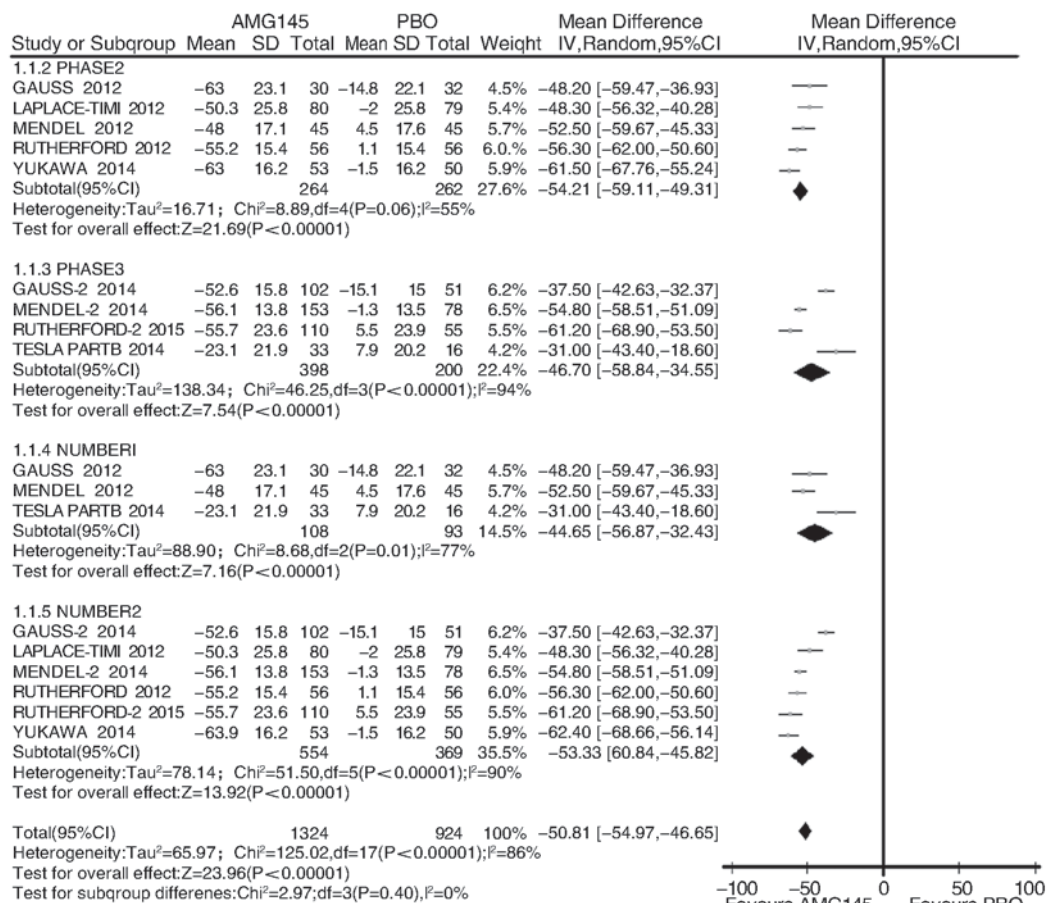 AMG145 PBO Mean Difference Mean Difference
Study or Subgroup Mean SD Total Mean SD Total Weight IV,Random,95%CI IV,Random,95%CI
1.1.2 PHASE2
GAUSS 2012 −63 23.1 30 −14.8 22.1 32 4.5% −48.20 [−59.47,−36.93]
LAPLACE-TIMI 2012 −50.3 25.8 80 −2 25.8 79 5.4% −48.30 [−56.32,−40.28]
MENDEL 2012 −48 17.1 45 4.5 17.6 45 5.7% −52.50 [−59.67,−45.33]
RUTHERFORD 2012 −55.2 15.4 56 1.1 15.4 56 6.0.% −56.30 [−62.00,−50.60]
YUKAWA 2014 −63 16.2 53 −1.5 16.2 50 5.9% −61.50 [−67.76,−55.24]
Subtotal(95%CI) 264 262 27.6% −54.21 [−59.11,−49.31]
Heterogeneity:Tau²=16.71; Chi²=8.89,df=4(P=0.06);I²=55%
Test for overall effect:Z=21.69(P<0.00001)
1.1.3 PHASE3
GAUSS-2 2014 −52.6 15.8 102 −15.1 15 51 6.2% −37.50 [−42.63,−32.37]
MENDEL-2 2014 −56.1 13.8 153 −1.3 13.5 78 6.5% −54.80 [−58.51,−51.09]
RUTHERFORD-2 2015 −55.7 23.6 110 5.5 23.9 55 5.5% −61.20 [−68.90,−53.50]
TESLA PARTB 2014 −23.1 21.9 33 7.9 20.2 16 4.2% −31.00 [−43.40,−18.60]
Subtotal(95%CI) 398 200 22.4% −46.70 [−58.84,−34.55]
Heterogeneity:Tau²=138.34; Chi²=46.25,df=3(P<0.00001);I²=94%
Test for overall effect:Z=7.54(P<0.00001)
1.1.4 NUMBERI
GAUSS 2012 −63 23.1 30 −14.8 22.1 32 4.5% −48.20 [−59.47,−36.93]
MENDEL 2012 −48 17.1 45 4.5 17.6 45 5.7% −52.50 [−59.67,−45.33]
TESLA PARTB 2014 −23.1 21.9 33 7.9 20.2 16 4.2% −31.00 [−43.40,−18.60]
Subtotal(95%CI) 108 93 14.5% −44.65 [−56.87,−32.43]
Heterogeneity:Tau²=88.90; Chi²=8.68,df=2(P=0.01);I²=77%
Test for overall effect:Z=7.16(P<0.00001)
1.1.5 NUMBER2
GAUSS-2 2014 −52.6 15.8 102 −15.1 15 51 6.2% −37.50 [−42.63,−32.37]
LAPLACE-TIMI 2012 −50.3 25.8 80 −2 25.8 79 5.4% −48.30 [−56.32,−40.28]
MENDEL-2 2014 −56.1 13.8 153 −1.3 13.5 78 6.5% −54.80 [−58.51,−51.09]
RUTHERFORD 2012 −55.2 15.4 56 1.1 15.4 56 6.0% −56.30 [−62.00,−50.60]
RUTHERFORD-2 2015 −55.7 23.6 110 5.5 23.9 55 5.5% −61.20 [−68.90,−53.50]
YUKAWA 2014 −63.9 16.2 53 −1.5 16.2 50 5.9% −62.40 [−68.66,−56.14]
Subtotal(95%CI) 554 369 35.5% −53.33 [60.84,−45.82]
Heterogeneity:Tau²=78.14; Chi²=51.50,df=5(P<0.00001);I²=90%
Test for overall effect:Z=13.92(P<0.00001)
Total(95%CI) 1324 924 100% −50.81 [−54.97,−46.65]
Heterogeneity:Tau²=65.97; Chi²=125.02,df=17(P<0.00001);I²=86%
Test for overall effect:Z=23.96(P<0.00001)
Test for subgroup differenes:Chi²=2.97;df=3(P=0.40),I²=0%
−100 −50 0 50 100
Favours AMG145 Favours PBO